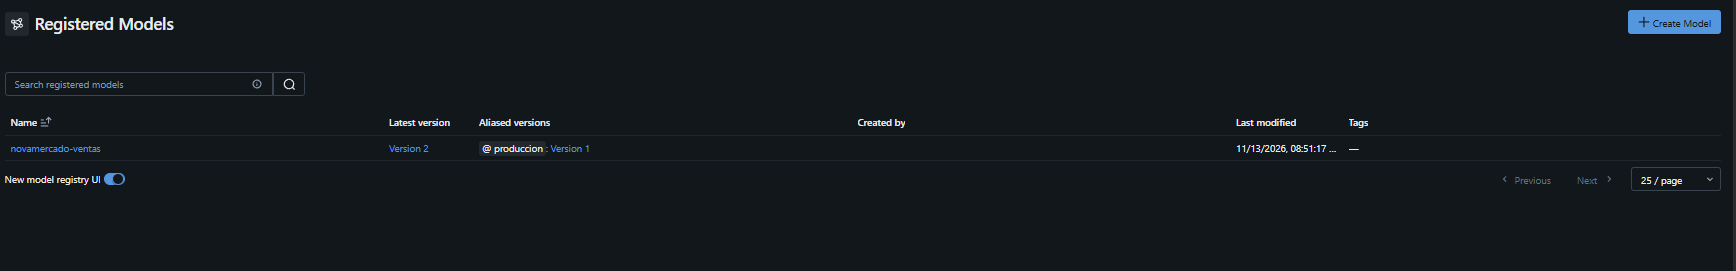 Registered Models
+ Create Model
Search registered models
Name Latest version Aliased versions Created by Last modified Tags
novamercado-ventas Version 2 @ produccion: Version 1 11/13/2026, 08:51:17 ... —
New model registry UI Previous Next 25 / page